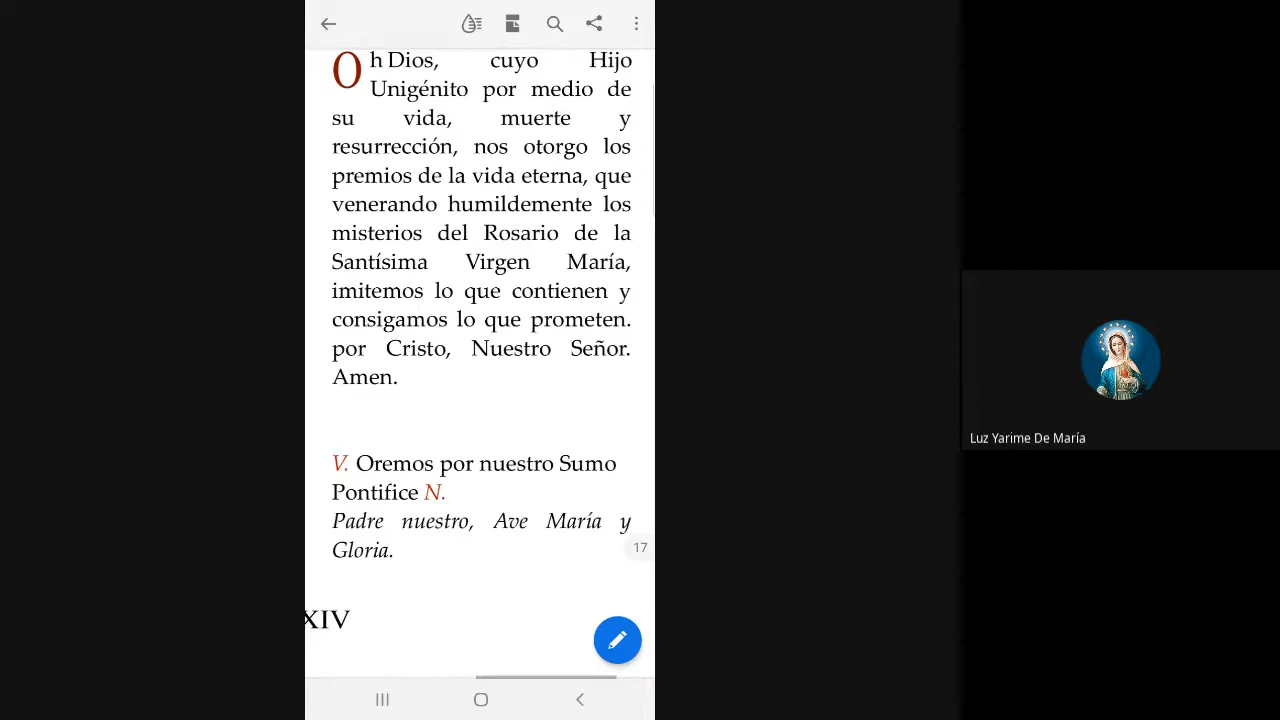 Oh Dios, cuyo Hijo
Unigénito por medio de
su vida, muerte y
resurrección, nos otorgo los
premios de la vida eterna, que
venerando humildemente los
misterios del Rosario de la
Santísima Virgen María,
imitemos lo que contienen y
consigamos lo que prometen.
por Cristo, Nuestro Señor.
Amen.
V. Oremos por nuestro Sumo
Pontifice N.
Padre nuestro, Ave María y
Gloria.
17
XIV
Luz Yarime De María